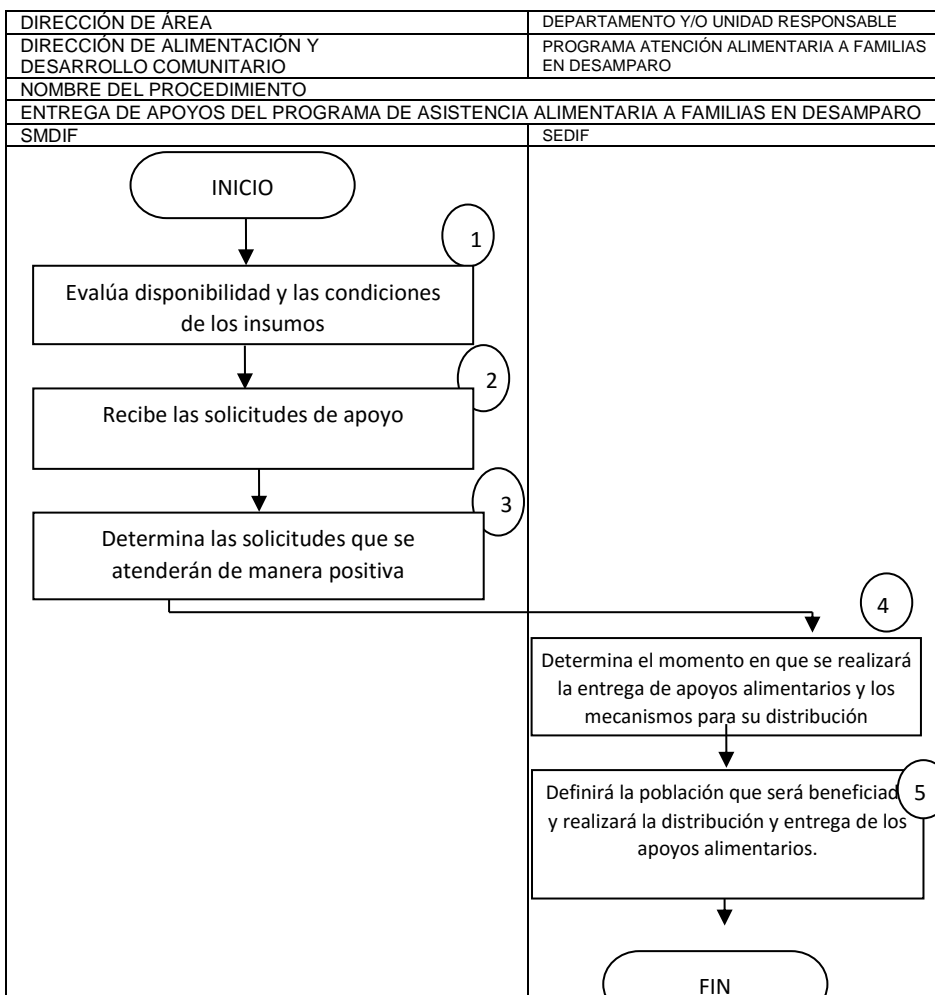 DIRECCIÓN DE ÁREA
DEPARTAMENTO Y/O UNIDAD RESPONSABLE
DIRECCIÓN DE ALIMENTACIÓN Y
DESARROLLO COMUNITARIO
PROGRAMA ATENCIÓN ALIMENTARIA A FAMILIAS
EN DESAMPARO
NOMBRE DEL PROCEDIMIENTO
ENTREGA DE APOYOS DEL PROGRAMA DE ASISTENCIA ALIMENTARIA A FAMILIAS EN DESAMPARO
SMDIF
SEDIF
INICIO
1
Evalúa disponibilidad y las condiciones
de los insumos
2
Recibe las solicitudes de apoyo
3
Determina las solicitudes que se
atenderán de manera positiva
4
Determina el momento en que se realizará
la entrega de apoyos alimentarios y los
mecanismos para su distribución
5
Definirá la población que será beneficiad
y realizará la distribución y entrega de los
apoyos alimentarios.
FIN